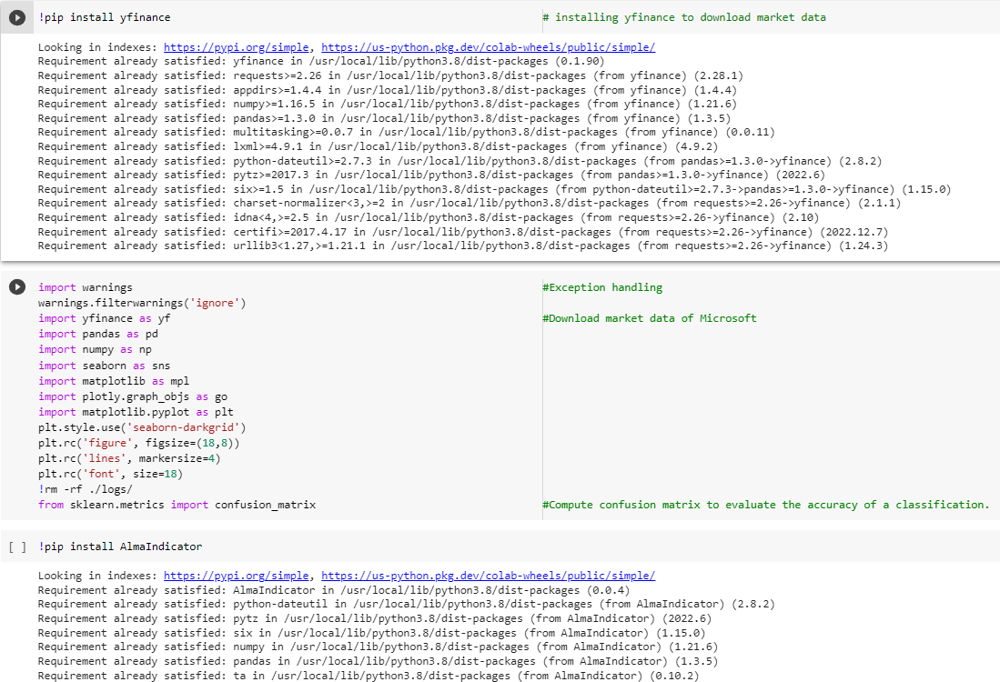 !pip install yfinance # installing yfinance to download market data
Looking in indexes: https://pypi.org/simple, https://us-python.pkg.dev/colab-wheels/public/simple/
Requirement already satisfied: yfinance in /usr/local/lib/python3.8/dist-packages (0.1.90)
Requirement already satisfied: requests>=2.26 in /usr/local/lib/python3.8/dist-packages (from yfinance) (2.28.1)
Requirement already satisfied: appdirs>=1.4.4 in /usr/local/lib/python3.8/dist-packages (from yfinance) (1.4.4)
Requirement already satisfied: numpy>=1.16.5 in /usr/local/lib/python3.8/dist-packages (from yfinance) (1.21.6)
Requirement already satisfied: pandas>=1.3.0 in /usr/local/lib/python3.8/dist-packages (from yfinance) (1.3.5)
Requirement already satisfied: multitasking>=0.0.7 in /usr/local/lib/python3.8/dist-packages (from yfinance) (0.0.11)
Requirement already satisfied: lxml>=4.9.1 in /usr/local/lib/python3.8/dist-packages (from yfinance) (4.9.2)
Requirement already satisfied: python-dateutil>=2.7.3 in /usr/local/lib/python3.8/dist-packages (from pandas>=1.3.0->yfinance) (2.8.2)
Requirement already satisfied: pytz>=2017.3 in /usr/local/lib/python3.8/dist-packages (from pandas>=1.3.0->yfinance) (2022.6)
Requirement already satisfied: six>=1.5 in /usr/local/lib/python3.8/dist-packages (from python-dateutil>=2.7.3->pandas>=1.3.0->yfinance) (1.15.0)
Requirement already satisfied: charset-normalizer<3,>=2 in /usr/local/lib/python3.8/dist-packages (from requests>=2.26->yfinance) (2.1.1)
Requirement already satisfied: idna<4,>=2.5 in /usr/local/lib/python3.8/dist-packages (from requests>=2.26->yfinance) (2.10)
Requirement already satisfied: certifi>=2017.4.17 in /usr/local/lib/python3.8/dist-packages (from requests>=2.26->yfinance) (2022.12.7)
Requirement already satisfied: urllib3<1.27,>=1.21.1 in /usr/local/lib/python3.8/dist-packages (from requests>=2.26->yfinance) (1.24.3)
import warnings #Exception handling
warnings.filterwarnings('ignore')
import yfinance as yf #Download market data of Microsoft
import pandas as pd
import numpy as np
import seaborn as sns
import matplotlib as mpl
import plotly.graph_objs as go
import matplotlib.pyplot as plt
plt.style.use('seaborn-darkgrid')
plt.rc('figure', figsize=(18,8))
plt.rc('lines', markersize=4)
plt.rc('font', size=18)
!rm -rf ./logs/
from sklearn.metrics import confusion_matrix #Compute confusion matrix to evaluate the accuracy of a classification.
[ ] !pip install AlmaIndicator
Looking in indexes: https://pypi.org/simple, https://us-python.pkg.dev/colab-wheels/public/simple/
Requirement already satisfied: AlmaIndicator in /usr/local/lib/python3.8/dist-packages (0.0.4)
Requirement already satisfied: python-dateutil in /usr/local/lib/python3.8/dist-packages (from AlmaIndicator) (2.8.2)
Requirement already satisfied: pytz in /usr/local/lib/python3.8/dist-packages (from AlmaIndicator) (2022.6)
Requirement already satisfied: six in /usr/local/lib/python3.8/dist-packages (from AlmaIndicator) (1.15.0)
Requirement already satisfied: numpy in /usr/local/lib/python3.8/dist-packages (from AlmaIndicator) (1.21.6)
Requirement already satisfied: pandas in /usr/local/lib/python3.8/dist-packages (from AlmaIndicator) (1.3.5)
Requirement already satisfied: ta in /usr/local/lib/python3.8/dist-packages (from AlmaIndicator) (0.10.2)